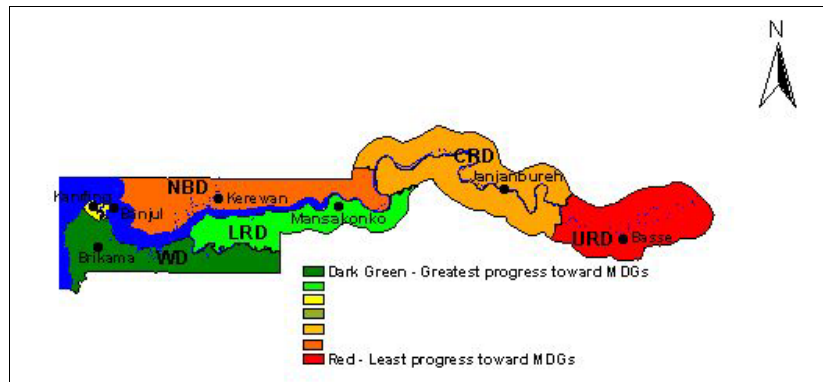 N
CRD
Janjanbureh
NBD
Kerewan
Kanifing
Banjul
Mansakonko
LRD
URD
Basse
Brikama
WD
Dark Green - Greatest progress toward MDGs
Red - Least progress toward MDGs